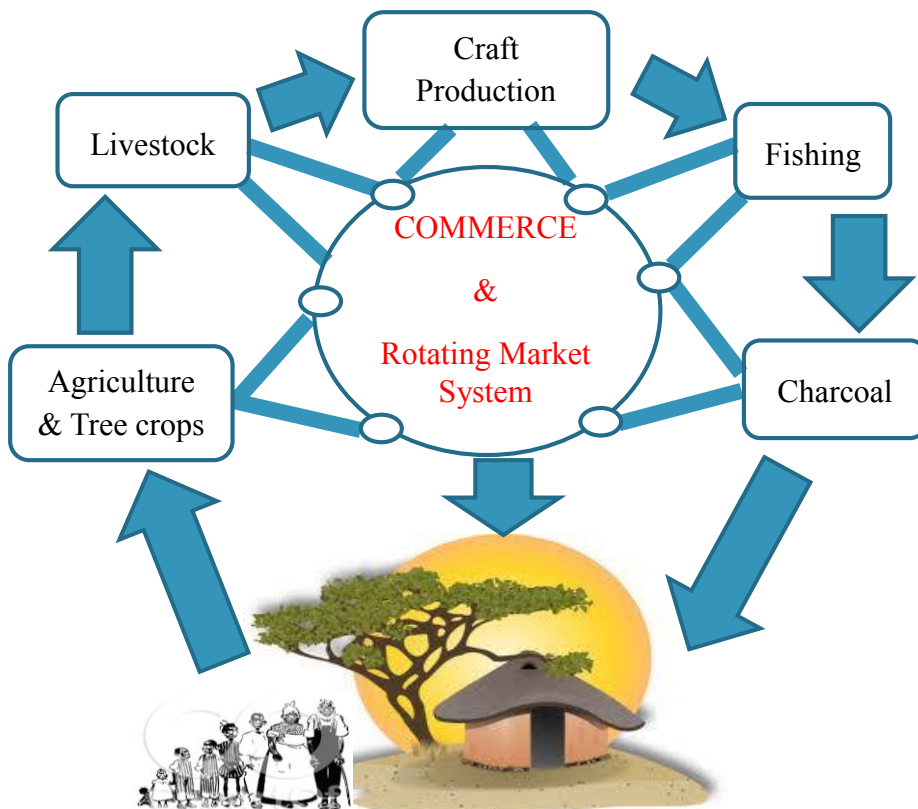 Craft
Production
Livestock
Fishing
COMMERCE
&
Rotating Market
System
Agriculture
& Tree crops
Charcoal